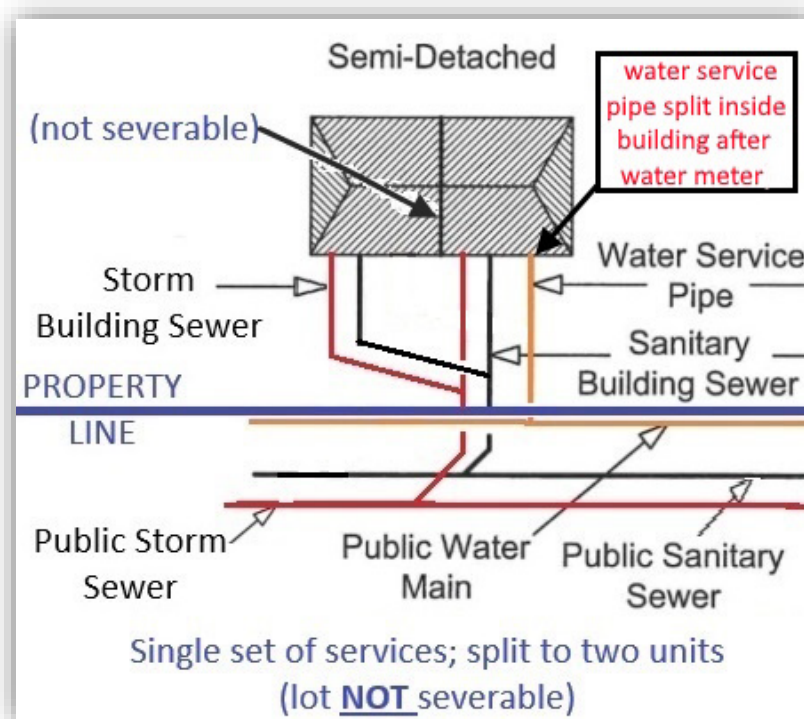 Semi-Detached
(not severable)
water service
pipe split inside
building after
water meter
Storm
Building Sewer
Water Service
Pipe
Sanitary
Building Sewer
PROPERTY
LINE
Public Storm
Sewer
Public Water
Main
Public Sanitary
Sewer
Single set of services; split to two units
(lot NOT severable)